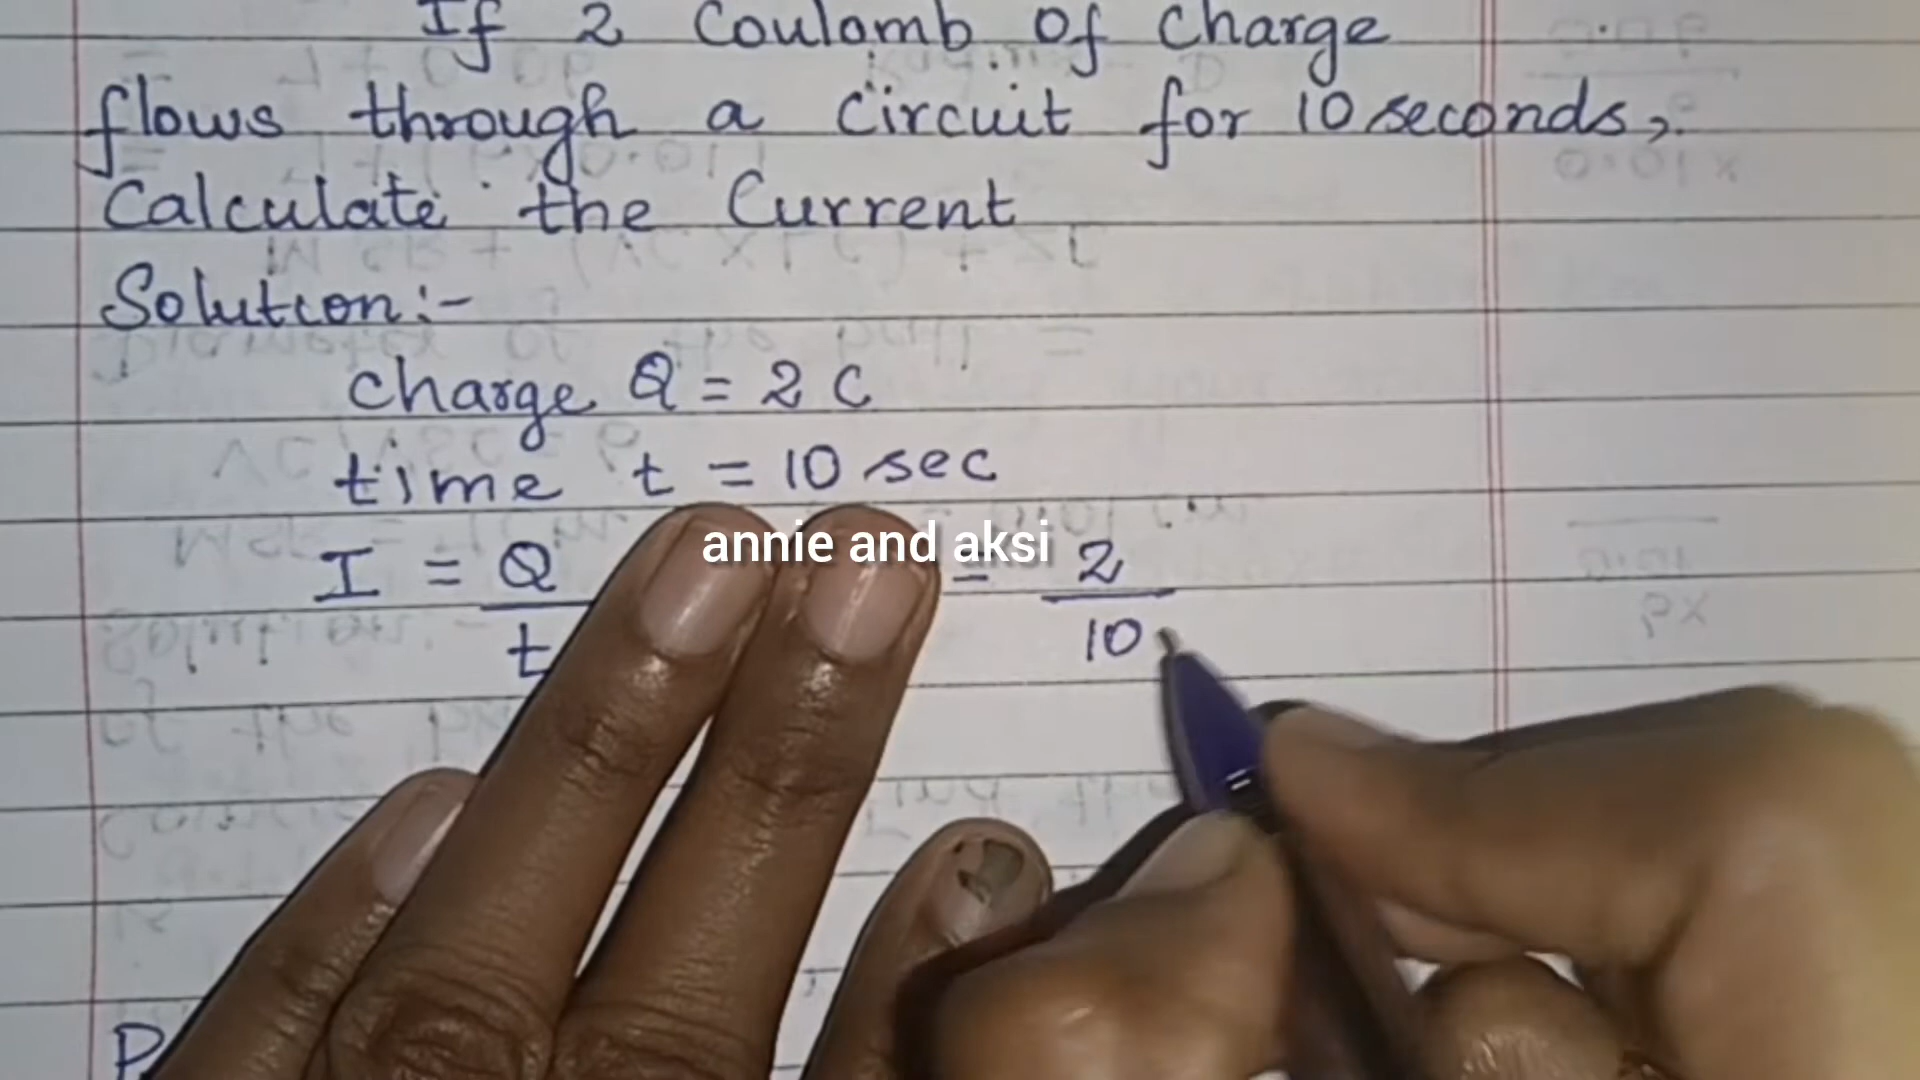 If 2 Coulomb of charge
flows through a circuit for 10 seconds,
Calculate the Current
Solution:-
charge Q = 2 C
time t = 10 sec
annie and aksi
I = Q = 2
t 10
P